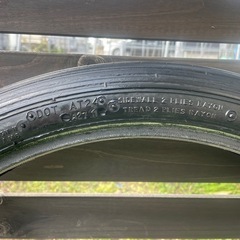 DOT AT24
SIDEWALL 2 PLIES RAYON
TREAD 2 PLIES RAYON